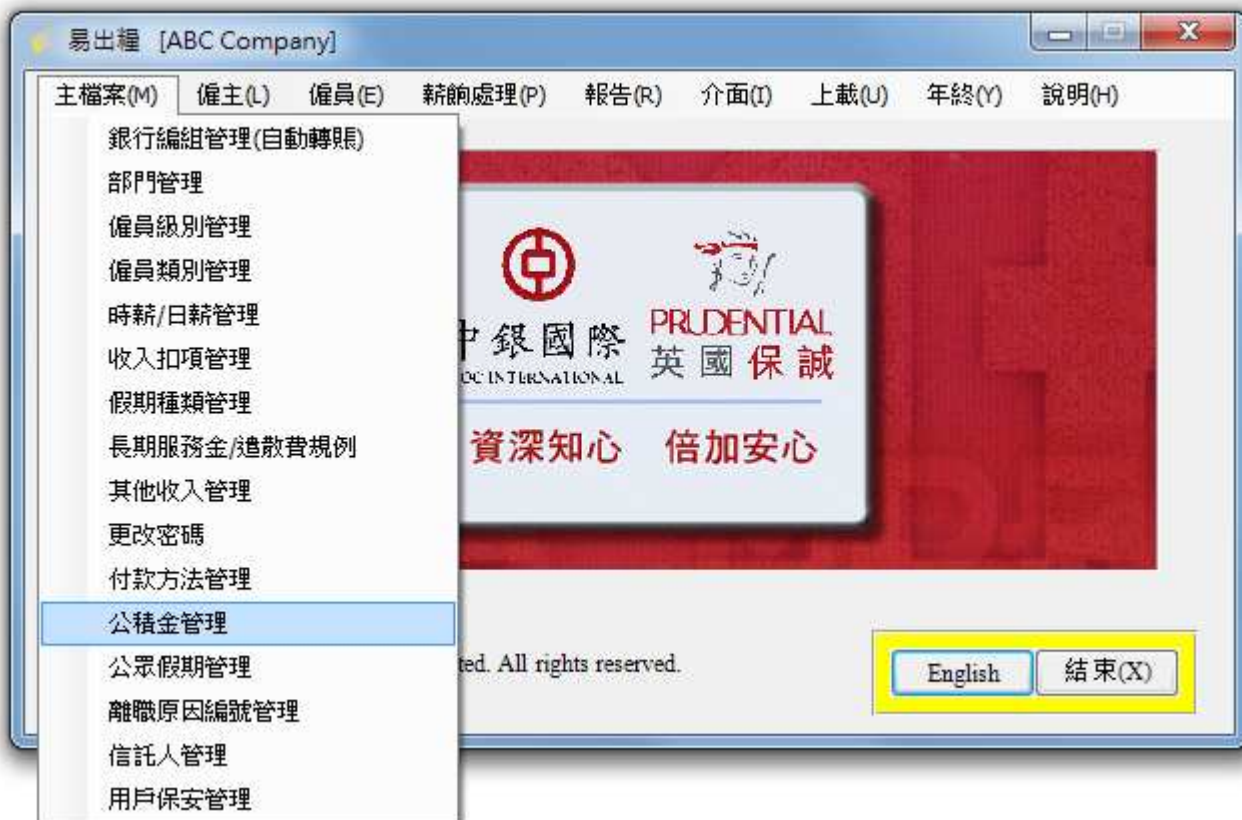 易出糧 [ABC Company]
主檔案(M) 僱主(L) 僱員(E) 薪餉處理(P) 報告(R) 介面(I) 上載(U) 年終(Y) 說明(H)
銀行編組管理(自動轉賬)
部門管理
僱員級別管理
僱員類別管理
時薪/日薪管理
收入扣項管理
假期種類管理
長期服務金/遣散費規例
其他收入管理
更改密碼
付款方法管理
公積金管理
公眾假期管理
離職原因編號管理
信託人管理
用戶保安管理
中銀國際
OC INTERNATIONAL
PRUDENTIAL
英國保誠
資深知心 倍加安心
ted. All rights reserved.
English 結束(X)